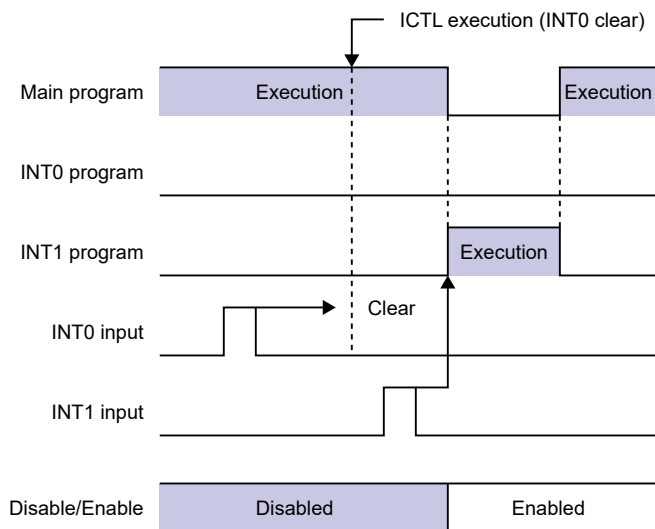 ICTL execution (INT0 clear)
Main program
Execution
Execution
INT0 program
INT1 program
Execution
INT0 input
Clear
INT1 input
Disable/Enable
Disabled
Enabled